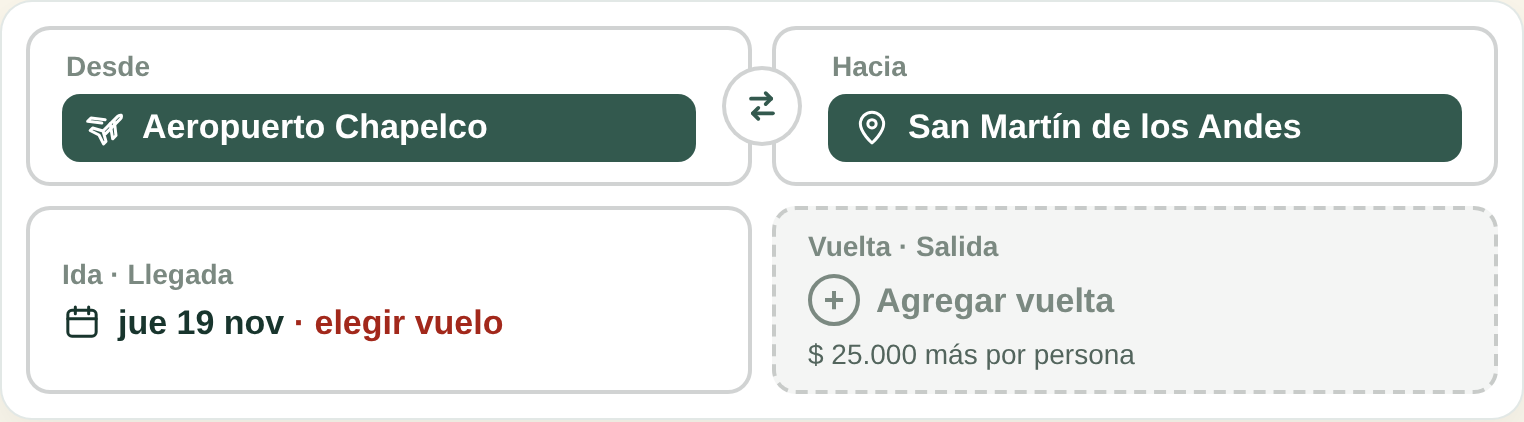 Desde
Aeropuerto Chapelco
Hacia
San Martín de los Andes
Ida · Llegada
jue 19 nov · elegir vuelo
Vuelta · Salida
Agregar vuelta
$ 25.000 más por persona